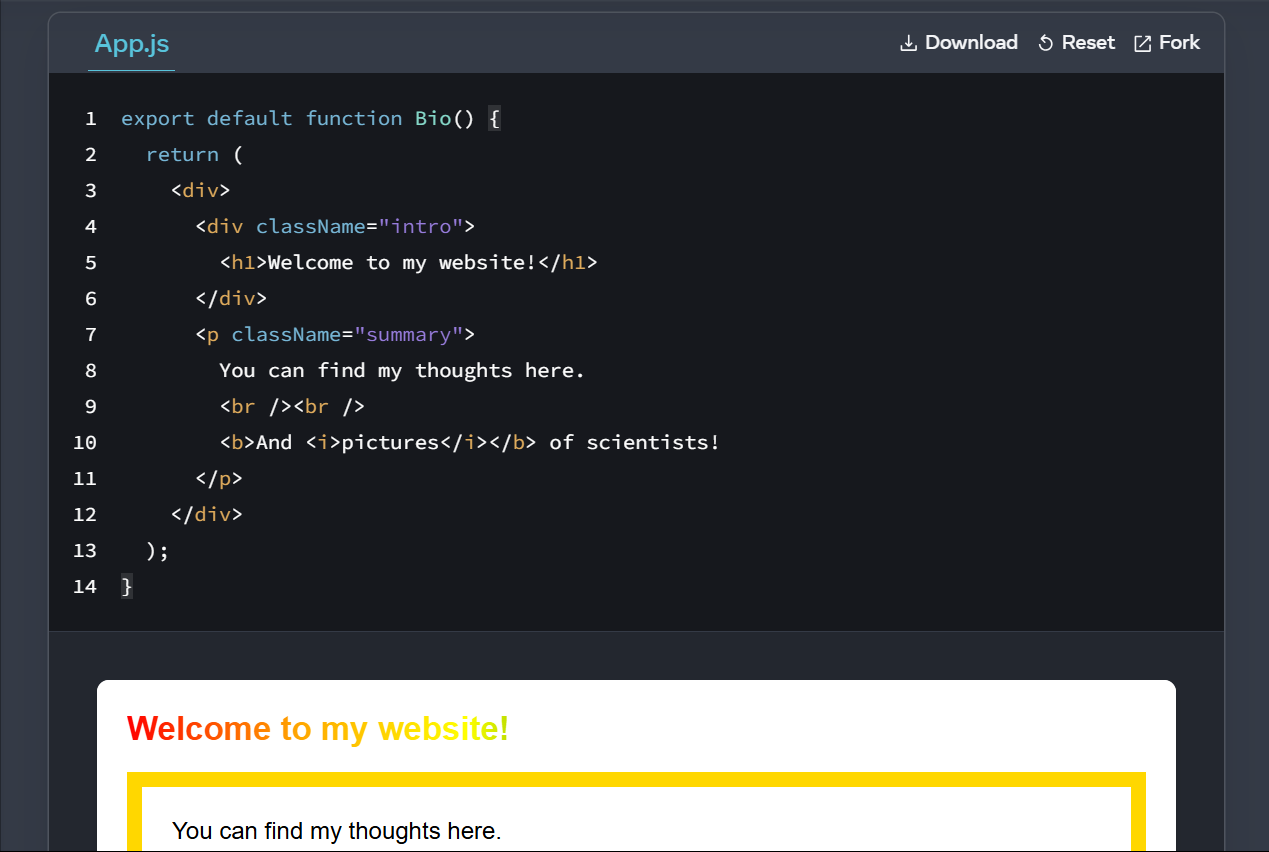 App.js
Download Reset Fork
1 export default function Bio() {
2   return (
3     <div>
4       <div className="intro">
5         <h1>Welcome to my website!</h1>
6       </div>
7       <p className="summary">
8         You can find my thoughts here.
9         <br /><br />
10         <b>And <i>pictures</i></b> of scientists!
11       </p>
12     </div>
13   );
14 }
Welcome to my website!
You can find my thoughts here.